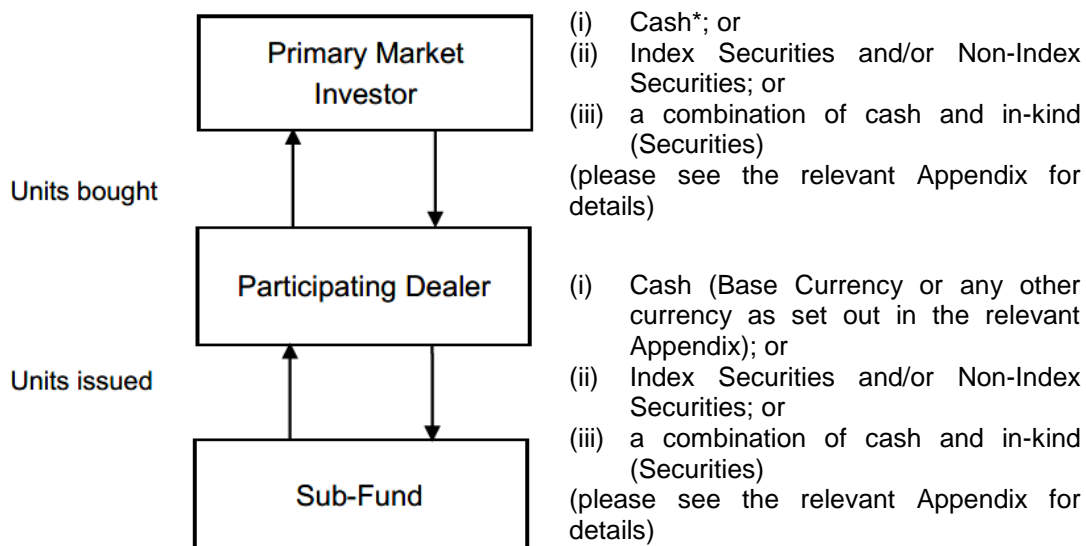 Primary Market
Investor
(i) Cash*; or
(ii) Index Securities and/or Non-Index
Securities; or
(iii) a combination of cash and in-kind
(Securities)
(please see the relevant Appendix for
details)
Units bought
Participating Dealer
(i) Cash (Base Currency or any other
currency as set out in the relevant
Appendix); or
(ii) Index Securities and/or Non-Index
Securities; or
(iii) a combination of cash and in-kind
(Securities)
(please see the relevant Appendix for
details)
Units issued
Sub-Fund